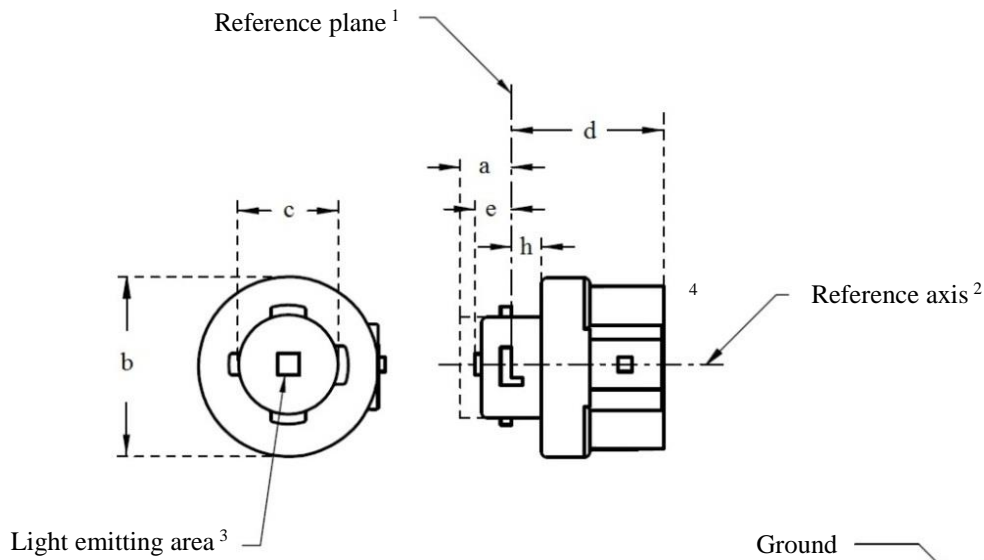 Reference plane 1
d
a
c
e
h
4
Reference axis 2
b
Light emitting area 3
Ground